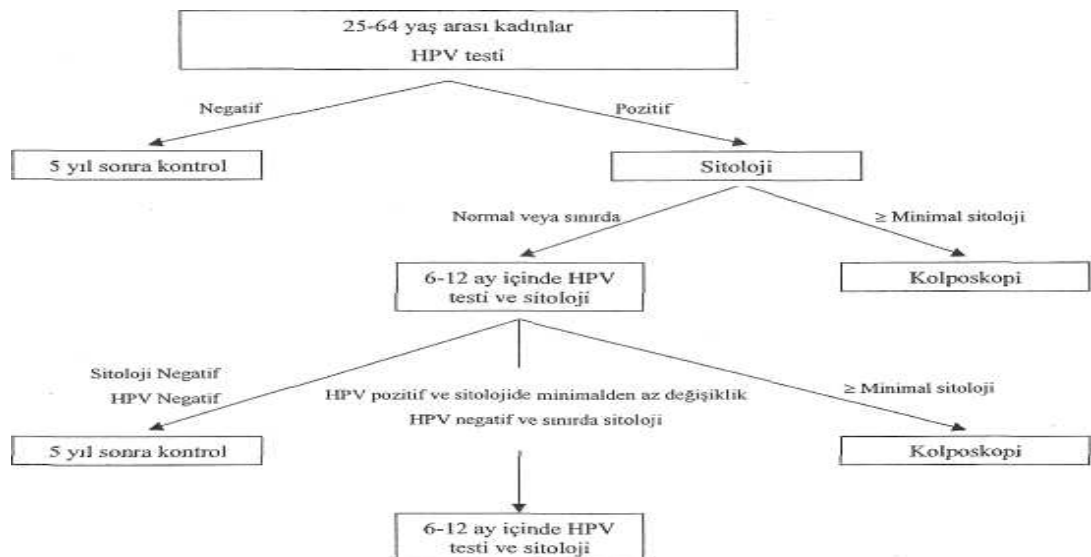 25-64 yaş arası kadınlar
HPV testi
Negatif
Pozitif
5 yıl sonra kontrol
Sitoloji
Normal veya sınırda
≥ Minimal sitoloji
6-12 ay içinde HPV
testi ve sitoloji
Kolposkopi
Sitoloji Negatif
HPV Negatif
HPV pozitif ve sitolojide minimalden az değişiklik
HPV negatif ve sınırda sitoloji
≥ Minimal sitoloji
5 yıl sonra kontrol
Kolposkopi
6-12 ay içinde HPV
testi ve sitoloji